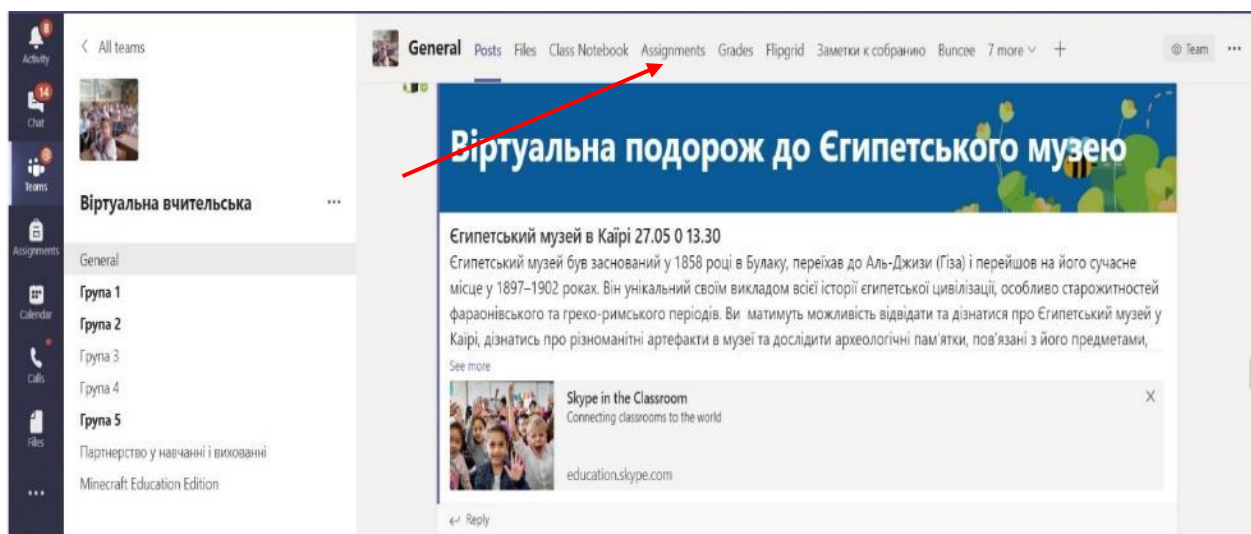 8
Activity
14
Chat
Teams
Assignments
Calendar
Calls
Files
All teams
Віртуальна вчительська
General
Група 1
Група 2
Група 3
Група 4
Група 5
Партнерство у навчанні і вихованні
Minecraft Education Edition
General Posts Files Class Notebook Assignments Grades Flipgrid Заметки к собранию Buncee 7 more
Team
Віртуальна подорож до Єгипетського музею
Єгипетський музей в Каїрі 27.05 0 13.30
Єгипетський музей був заснований у 1858 році в Булаку, переїхав до Аль-Джизи (Гіза) і перейшов на його сучасне
місце у 1897–1902 роках. Він унікальний своїм викладом всієї історії єгипетської цивілізації, особливо старожитностей
фараонівського та греко-римського періодів. Ви матимуть можливість відвідати та дізнатися про Єгипетський музей у
Каїрі, дізнатись про різноманітні артефакти в музеї та дослідити археологічні пам'ятки, пов'язані з його предметами,
See more
Skype in the Classroom
Connecting classrooms to the world
education.skype.com
Reply